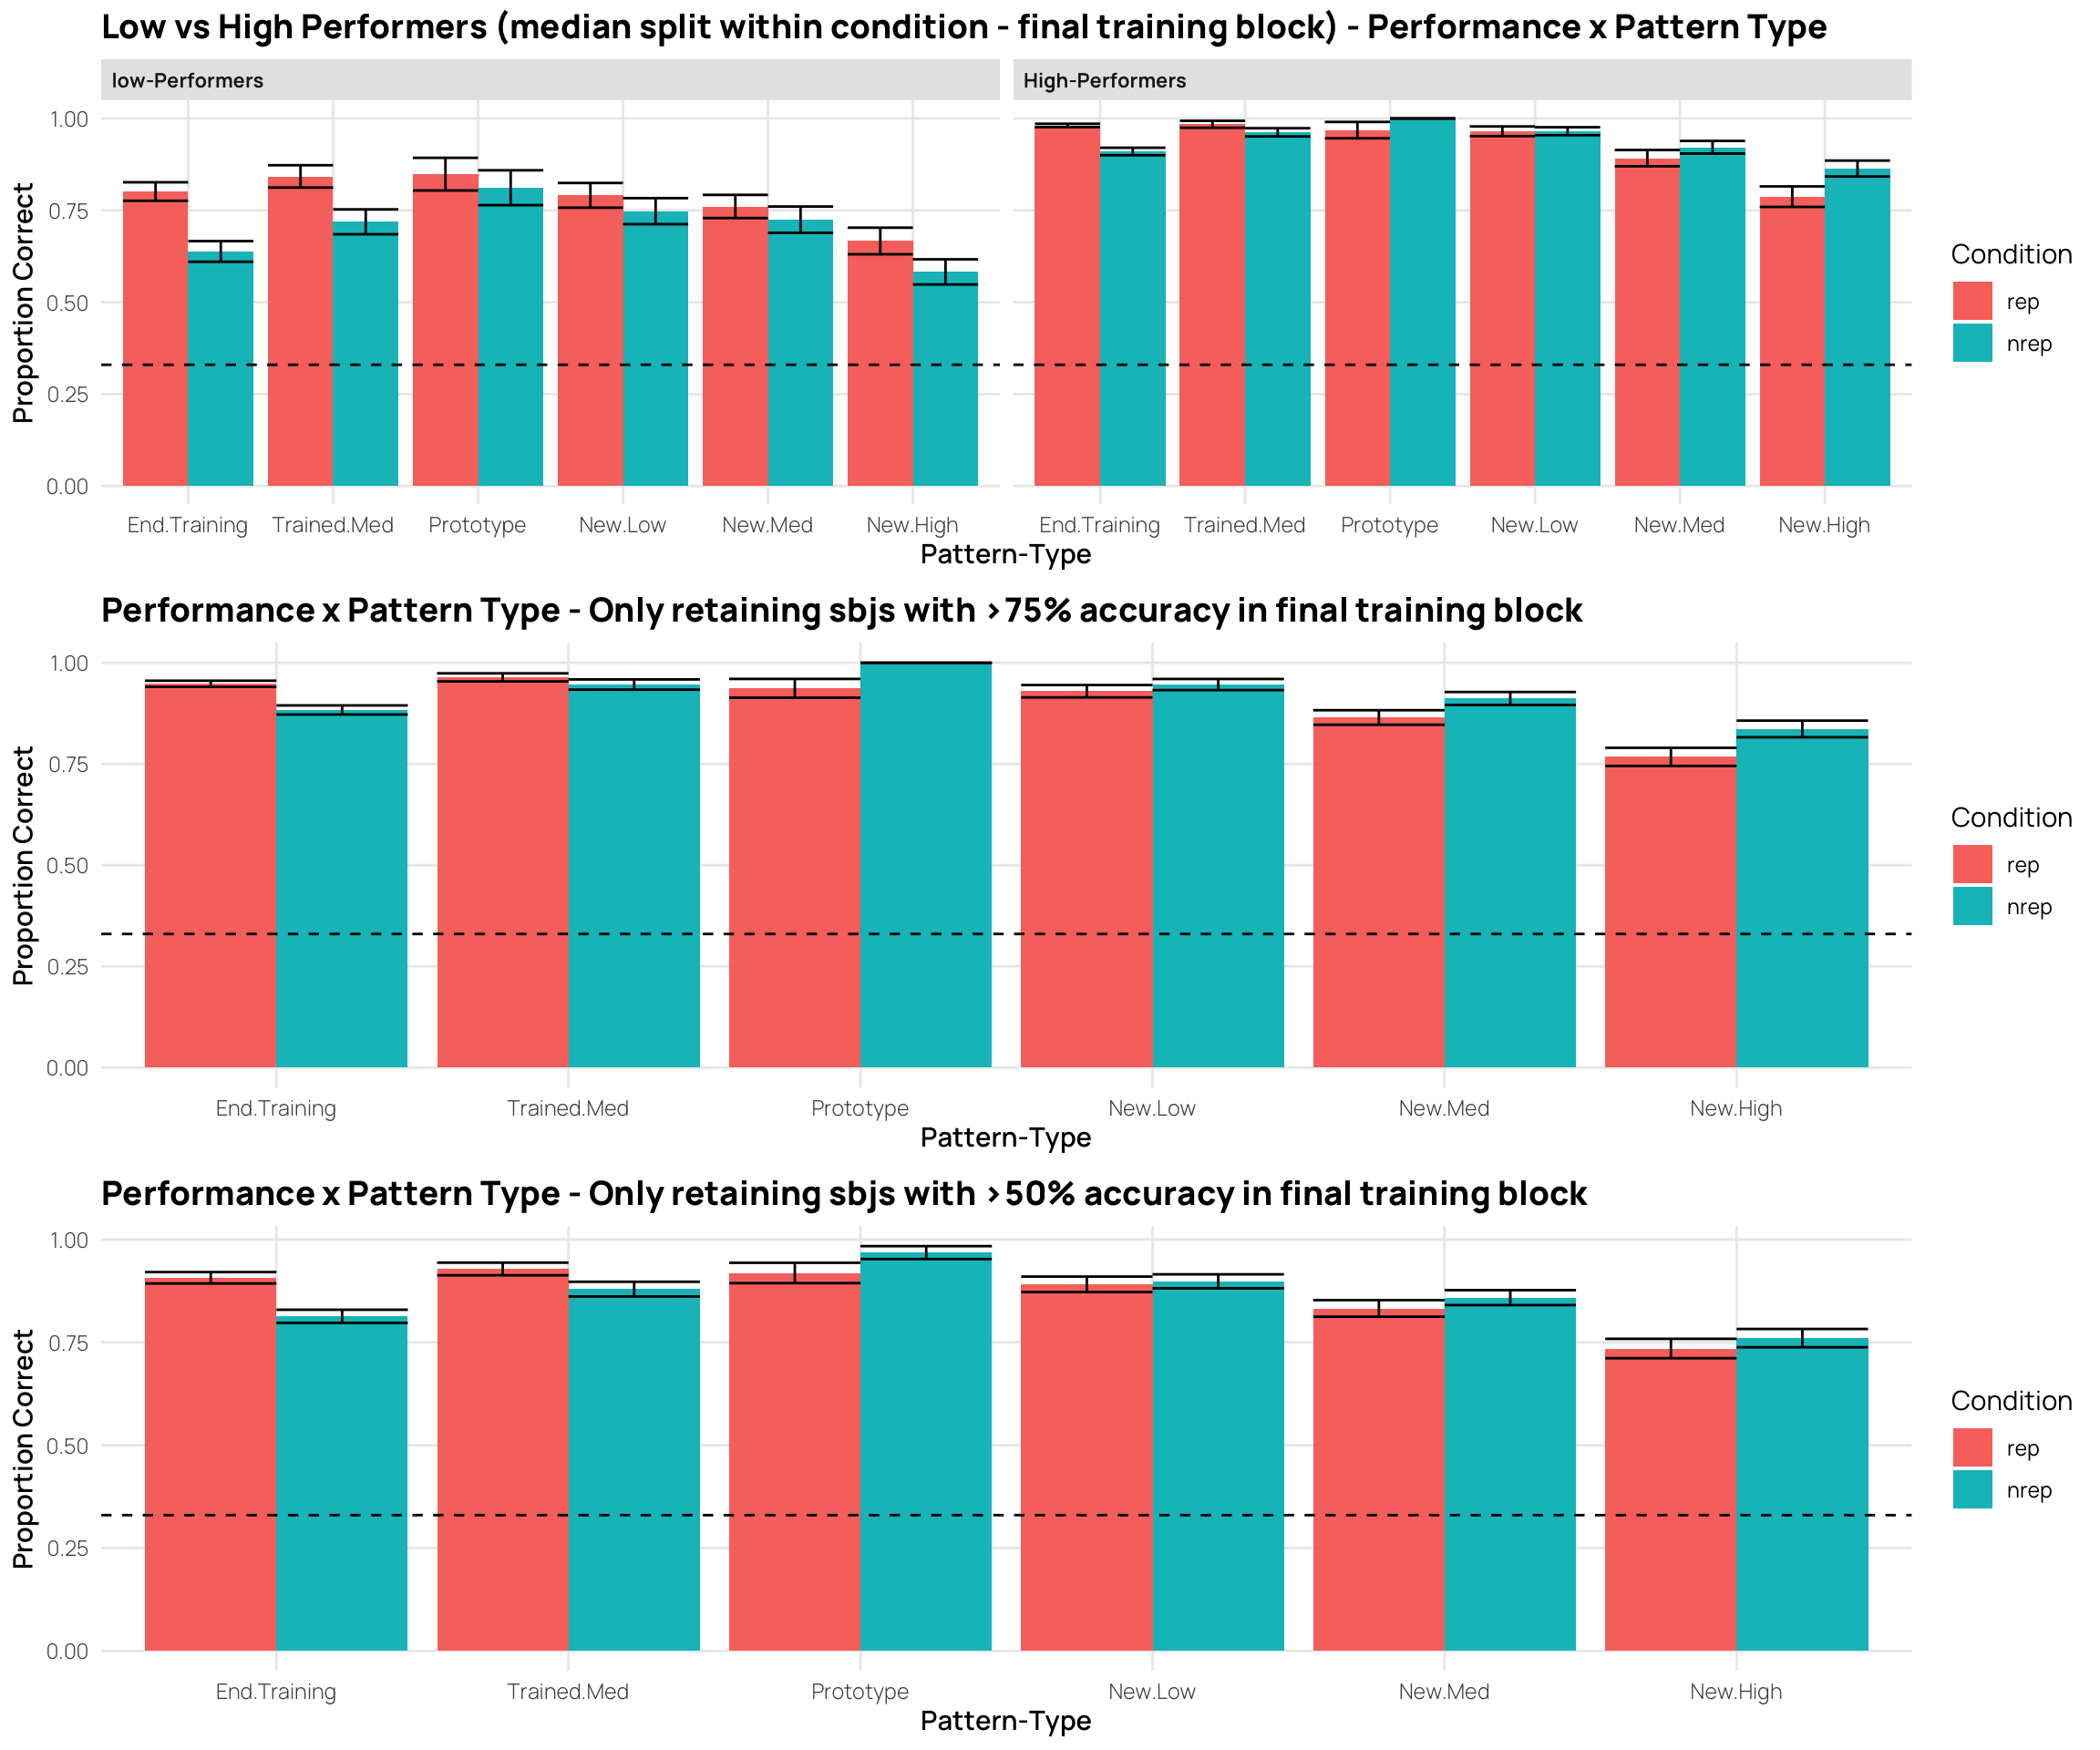 Low vs High Performers (median split within condition - final training block) - Performance x Pattern Type
low-Performers
High-Performers
Proportion Correct
1.00
0.75
0.50
0.25
0.00
End.Training Trained.Med Prototype New.Low New.Med New.High
End.Training Trained.Med Prototype New.Low New.Med New.High
Pattern-Type
Condition
rep
nrep
Performance x Pattern Type - Only retaining sbjs with >75% accuracy in final training block
Proportion Correct
1.00
0.75
0.50
0.25
0.00
End.Training Trained.Med Prototype New.Low New.Med New.High
Pattern-Type
Condition
rep
nrep
Performance x Pattern Type - Only retaining sbjs with >50% accuracy in final training block
Proportion Correct
1.00
0.75
0.50
0.25
0.00
End.Training Trained.Med Prototype New.Low New.Med New.High
Pattern-Type
Condition
rep
nrep